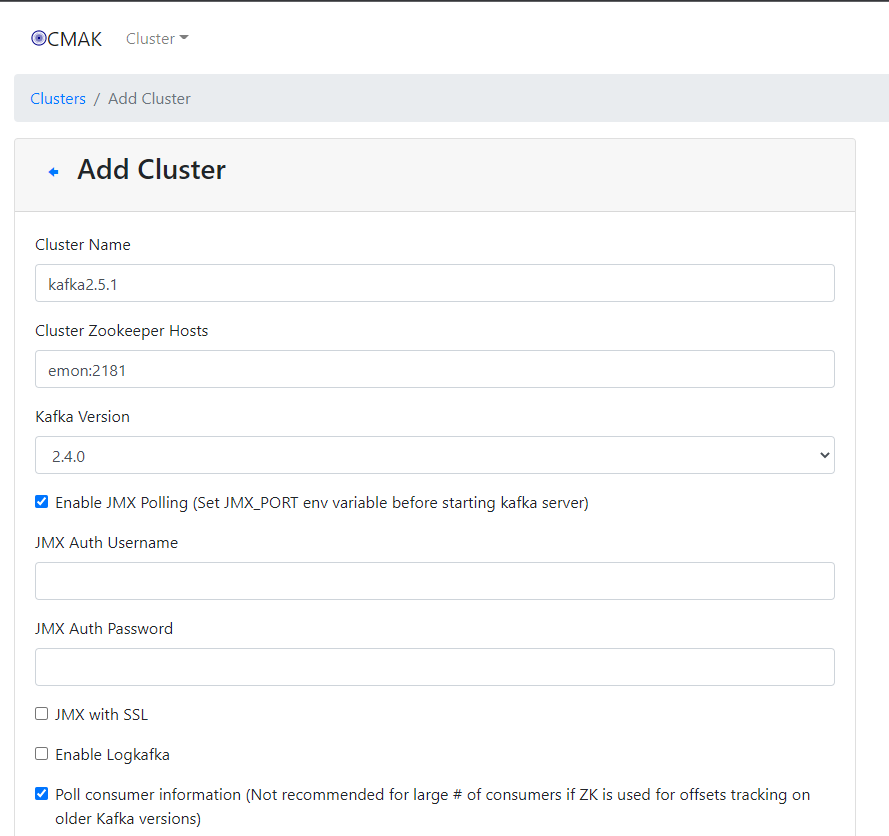 CMAK Cluster
Clusters / Add Cluster
Add Cluster
Cluster Name
kafka2.5.1
Cluster Zookeeper Hosts
emon:2181
Kafka Version
2.4.0
Enable JMX Polling (Set JMX_PORT env variable before starting kafka server)
JMX Auth Username
JMX Auth Password
JMX with SSL
Enable Logkafka
Poll consumer information (Not recommended for large # of consumers if ZK is used for offsets tracking on
older Kafka versions)